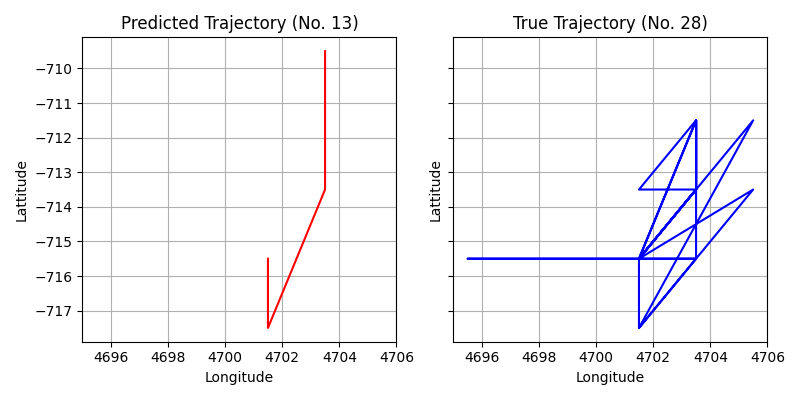 Predicted Trajectory (No. 13)
−710
−711
−712
−713
−714
−715
−716
−717
Lattitude
4696 4698 4700 4702 4704 4706
Longitude
True Trajectory (No. 28)
Lattitude
4696 4698 4700 4702 4704 4706
Longitude